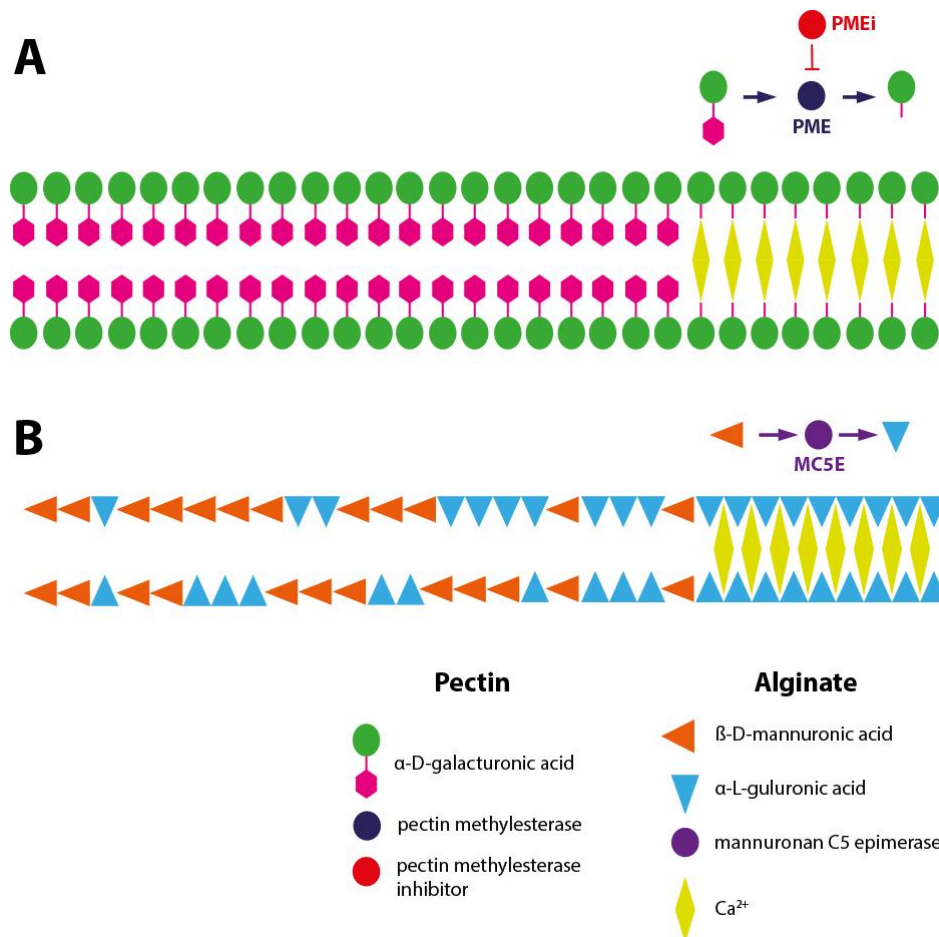 A
PMEi
PME
B
MC5E
Pectin
α-D-galacturonic acid
pectin methylesterase
pectin methylesterase
inhibitor
Alginate
ß-D-mannuronic acid
α-L-guluronic acid
mannuronan C5 epimerase
Ca²⁺